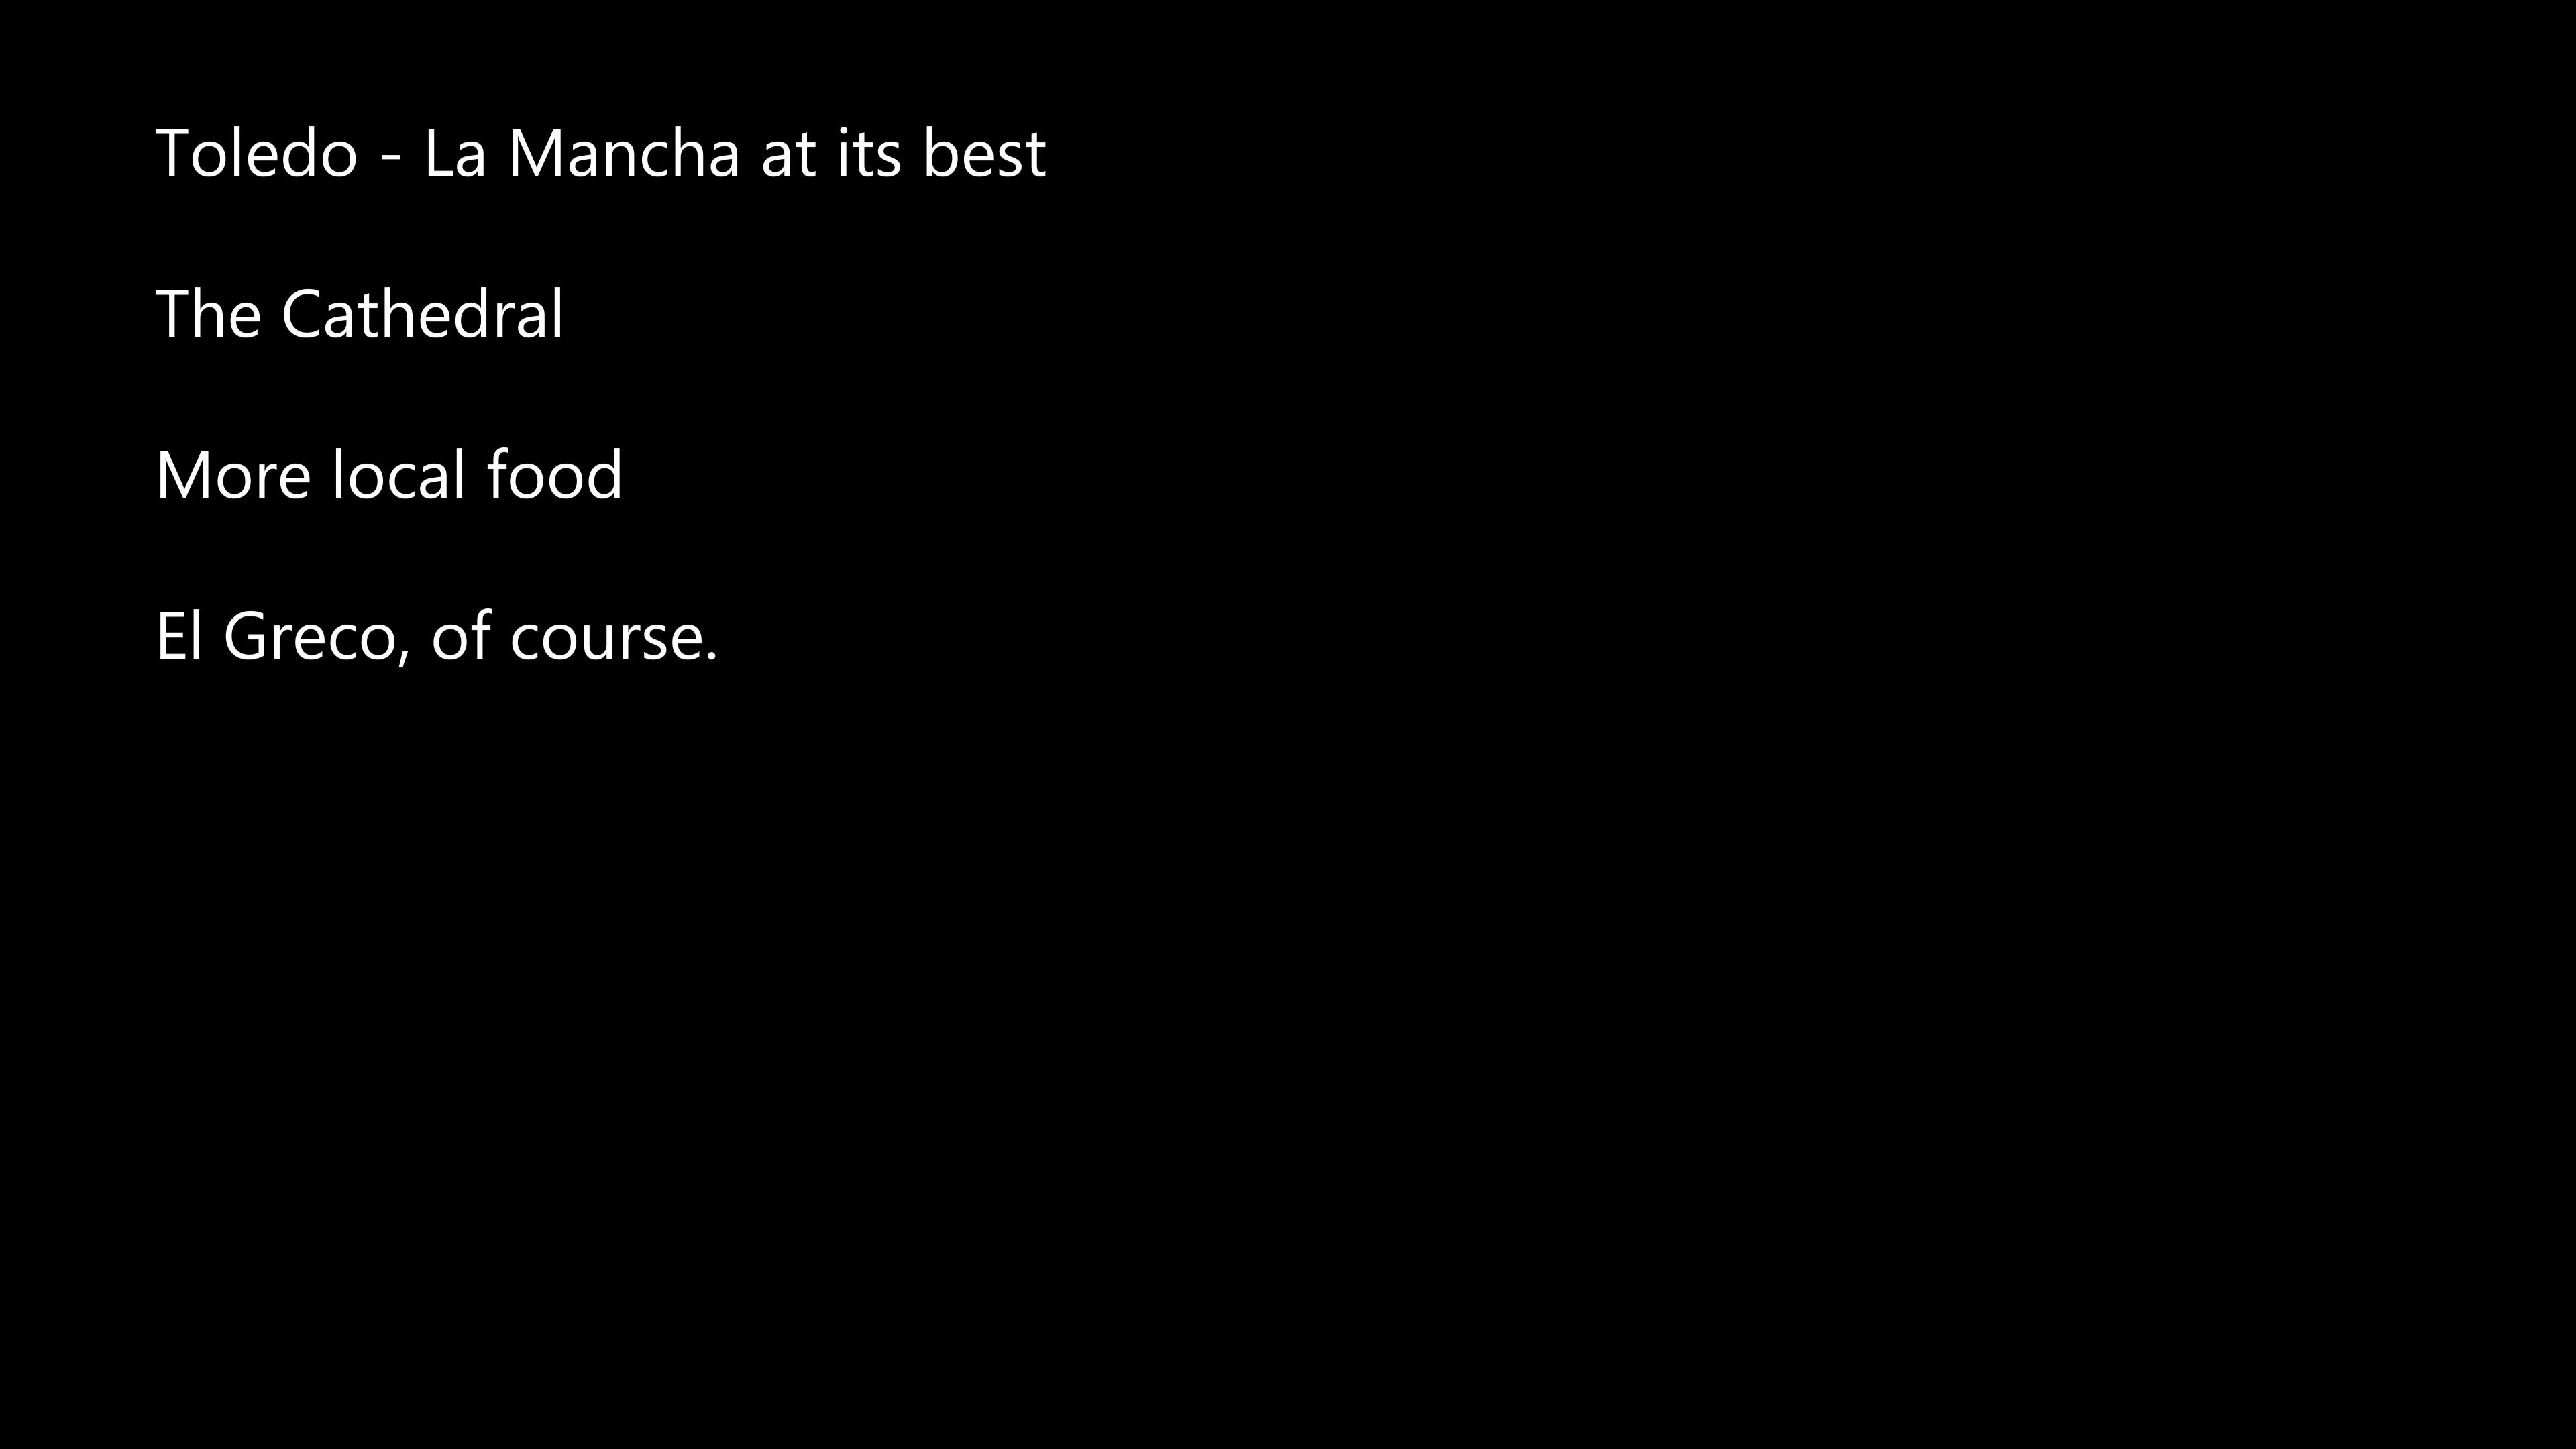 Toledo - La Mancha at its best
The Cathedral
More local food
El Greco, of course.